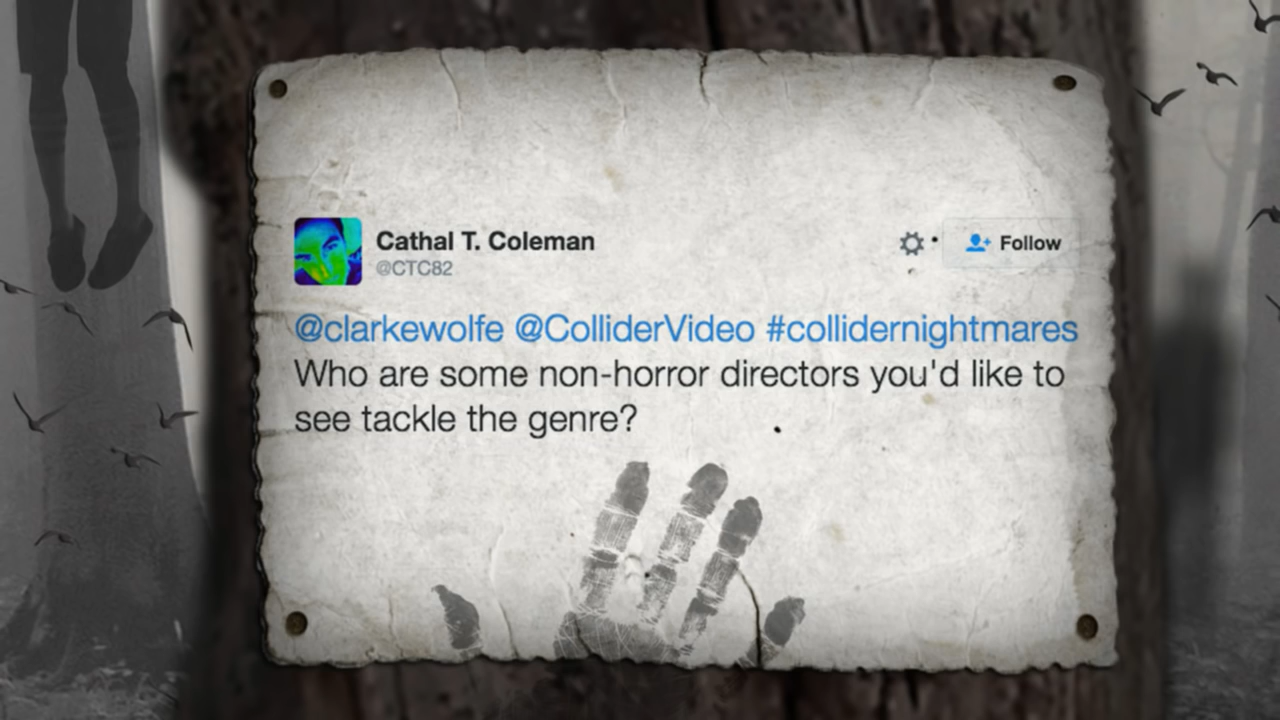 Cathal T. Coleman
Follow
@CTC82
@clarkewolfe @ColliderVideo #collidernightmares
Who are some non-horror directors you'd like to
see tackle the genre?